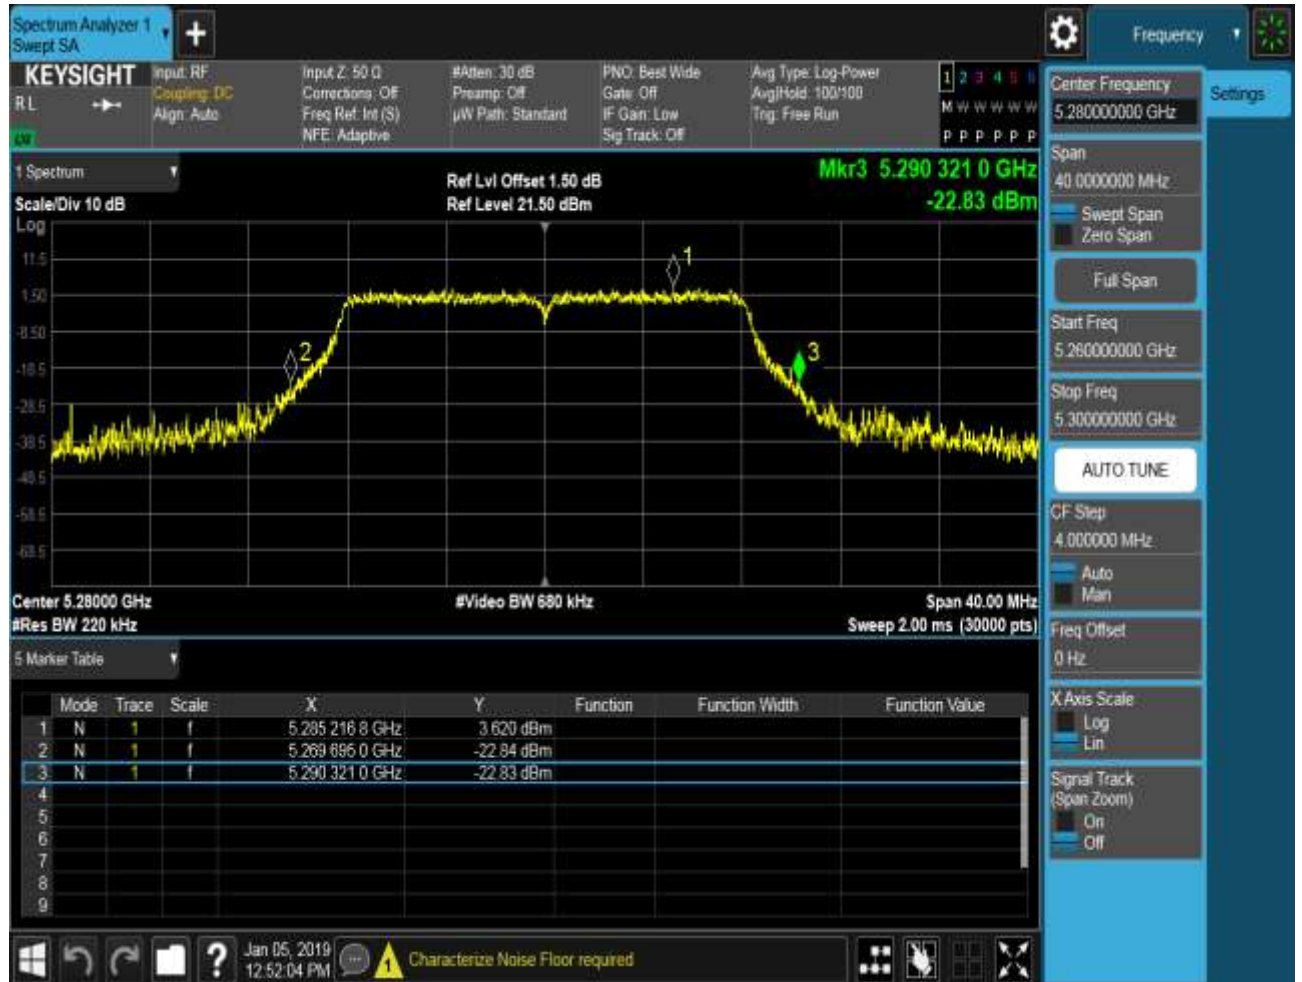 Spectrum Analyzer 1
Swept SA
+
Frequency
KEYSIGHT
R L
Input: RF
Coupling: DC
Align: Auto
Input Z: 50 Ω
Corrections: Off
Freq Ref: Int (S)
NFE: Adaptive
#Atten: 30 dB
Preamp: Off
µW Path: Standard
PNO: Best Wide
Gate: Off
IF Gain: Low
Sig Track: Off
Avg Type: Log-Power
Avg|Hold: 100/100
Trig: Free Run
1 2 3 4 5 6
M W W W W W
P P P P P P
1 Spectrum
Scale/Div 10 dB
Ref Lvl Offset 1.50 dB
Ref Level 21.50 dBm
Mkr3 5.290 321 0 GHz
-22.83 dBm
Log
11.5
1.50
-8.50
-18.5
-28.5
-38.5
-48.5
-58.5
-68.5
1
2
3
Center 5.28000 GHz
#Res BW 220 kHz
#Video BW 680 kHz
Span 40.00 MHz
Sweep 2.00 ms (30000 pts)
5 Marker Table
Mode Trace Scale X Y Function Function Width Function Value
1 N 1 f 5.285 216 8 GHz 3.620 dBm
2 N 1 f 5.269 695 0 GHz -22.84 dBm
3 N 1 f 5.290 321 0 GHz -22.83 dBm
4
5
6
7
8
9
Settings
Center Frequency
5.280000000 GHz
Span
40.0000000 MHz
Swept Span
Zero Span
Full Span
Start Freq
5.260000000 GHz
Stop Freq
5.300000000 GHz
AUTO TUNE
CF Step
4.000000 MHz
Auto
Man
Freq Offset
0 Hz
X Axis Scale
Log
Lin
Signal Track
(Span Zoom)
On
Off
?
Jan 05, 2019
12:52:04 PM
1
Characterize Noise Floor required